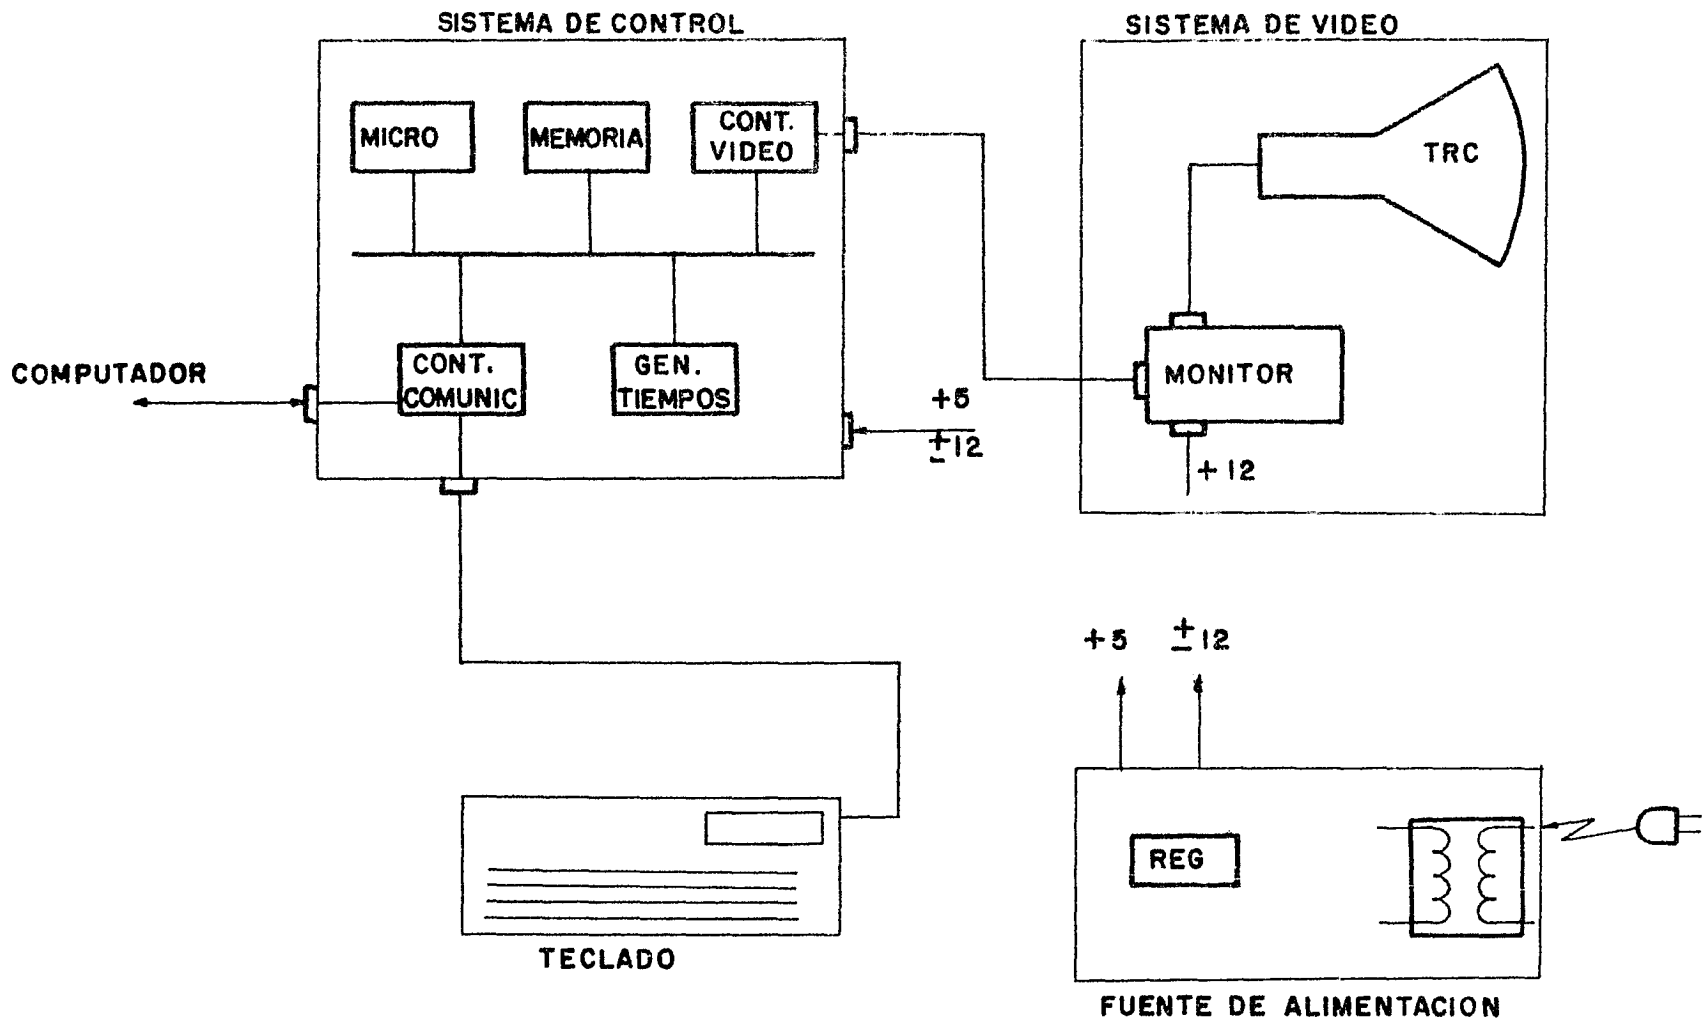 SISTEMA DE CONTROL
SISTEMA DE VIDEO
MICRO
MEMORIA
CONT.
VIDEO
TRC
CONT.
COMUNIC
GEN.
TIEMPOS
COMPUTADOR
+5
±12
MONITOR
+12
+5 ±12
REG
TECLADO
FUENTE DE ALIMENTACION